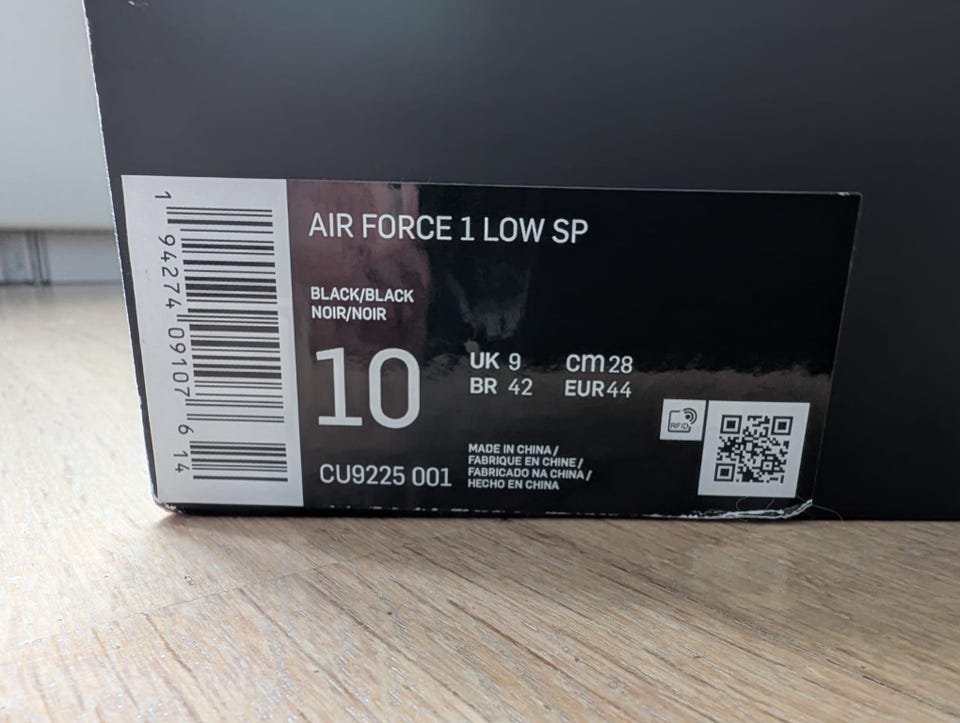 1 94274 09107 6 14
AIR FORCE 1 LOW SP
BLACK/BLACK
NOIR/NOIR
10
UK 9 cm 28
BR 42 EUR 44
RFID
CU9225 001
MADE IN CHINA/
FABRIQUE EN CHINE/
FABRICADO NA CHINA/
HECHO EN CHINA